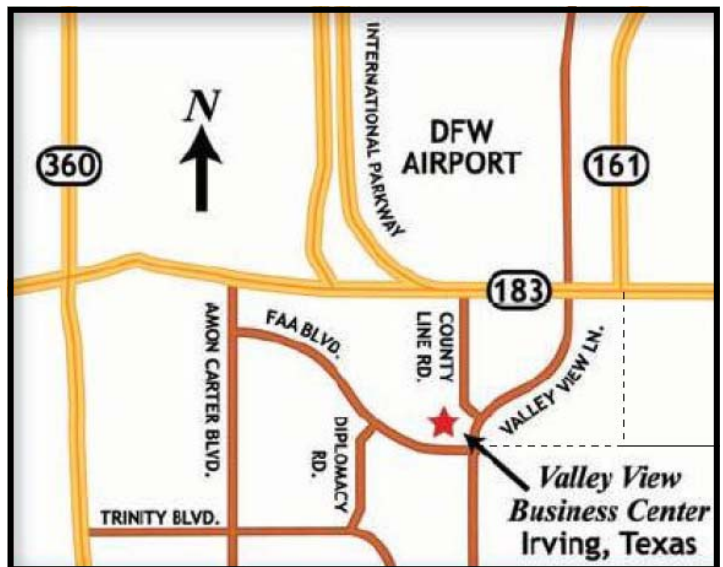 N
360
INTERNATIONAL PARKWAY
DFW
AIRPORT
161
183
AMON CARTER BLVD.
FAA BLVD.
COUNTY
LINE RD.
VALLEY VIEW LN.
DIPLOMACY
RD.
TRINITY BLVD.
Valley View
Business Center
Irving, Texas